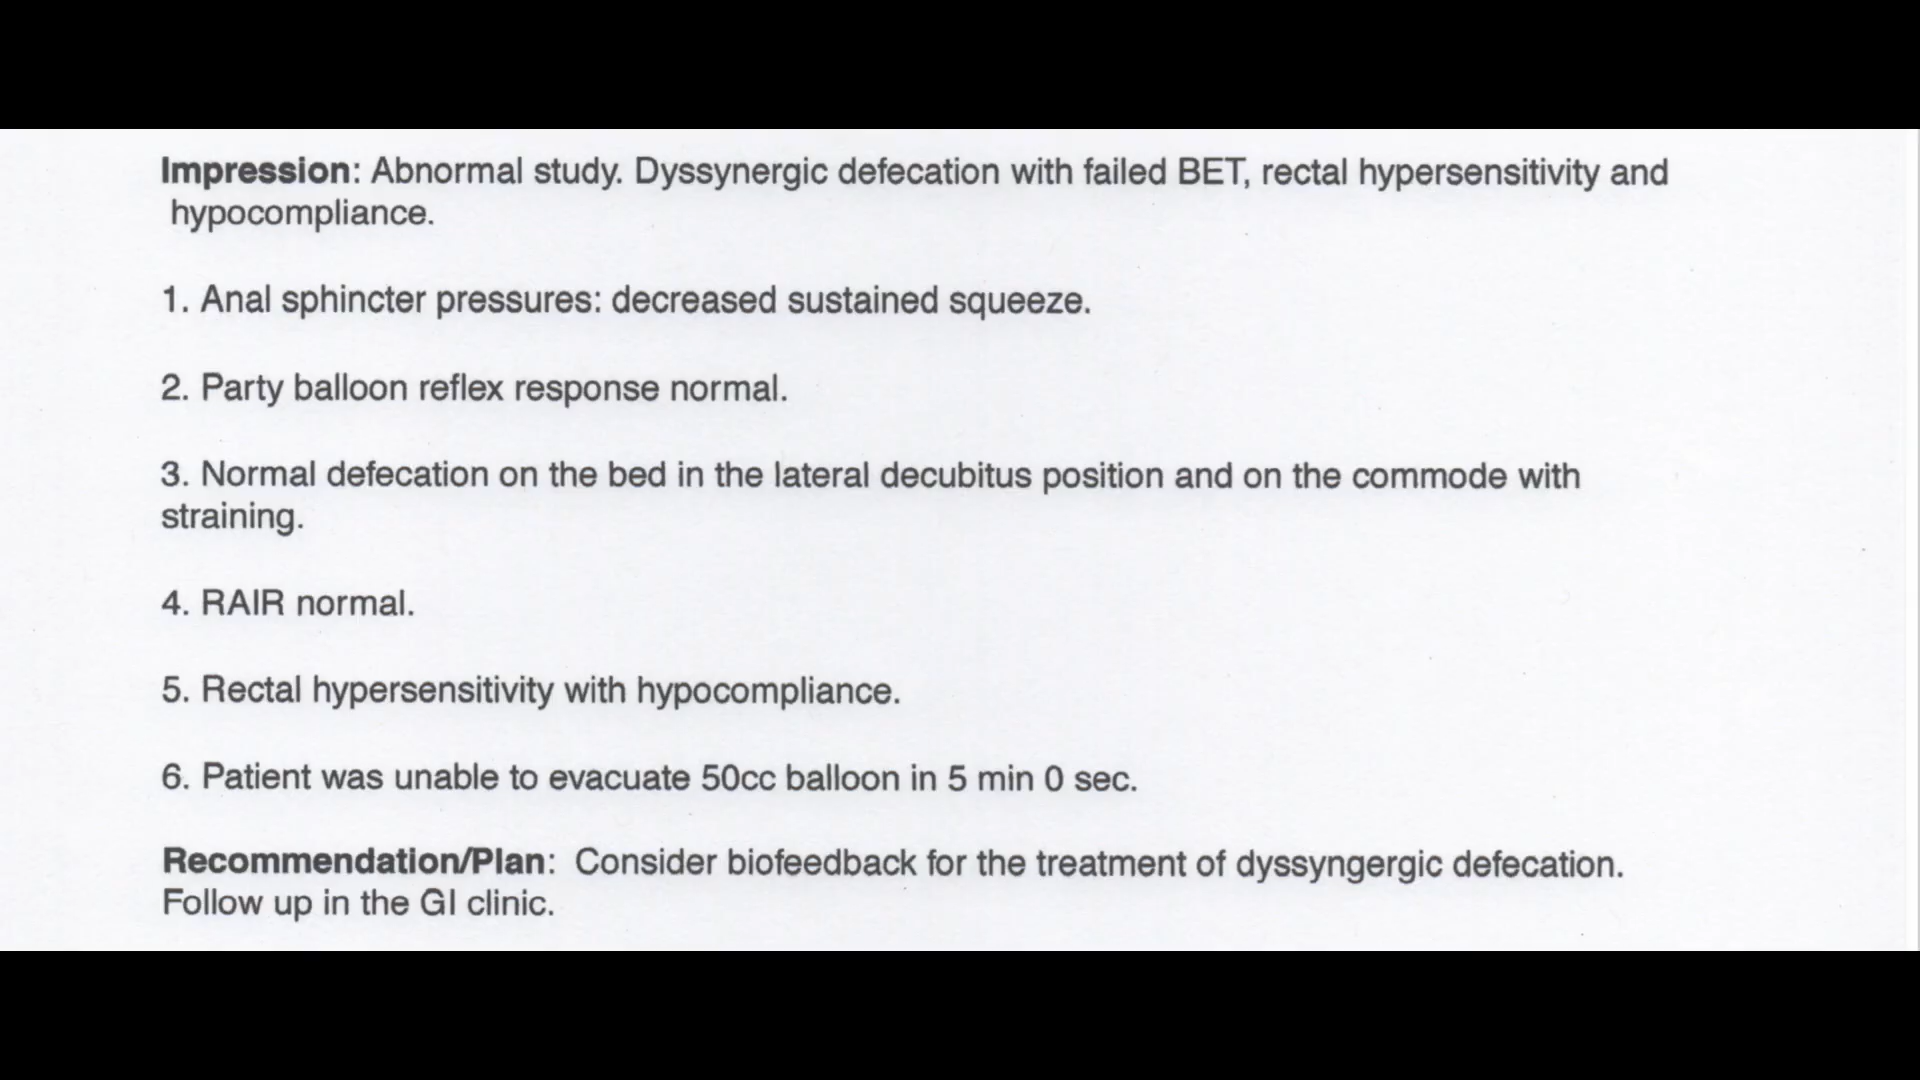 Impression: Abnormal study. Dyssynergic defecation with failed BET, rectal hypersensitivity and
hypocompliance.
1. Anal sphincter pressures: decreased sustained squeeze.
2. Party balloon reflex response normal.
3. Normal defecation on the bed in the lateral decubitus position and on the commode with
straining.
4. RAIR normal.
5. Rectal hypersensitivity with hypocompliance.
6. Patient was unable to evacuate 50cc balloon in 5 min 0 sec.
Recommendation/Plan: Consider biofeedback for the treatment of dyssyngergic defecation.
Follow up in the GI clinic.